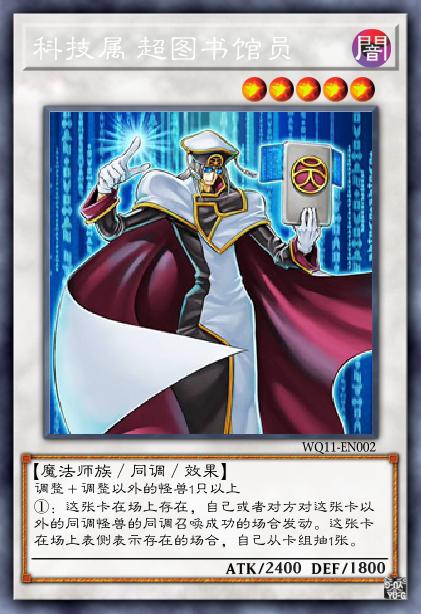 科技属 超图书馆员
闇
WQ11-EN002
【魔法师族／同调／效果】
调整＋调整以外的怪兽1只以上
①：这张卡在场上存在，自己或者对方对这张卡以
外的同调怪兽的同调召唤成功的场合发动。这张卡
在场上表侧表示存在的场合，自己从卡组抽1张。
ATK/2400 DEF/1800